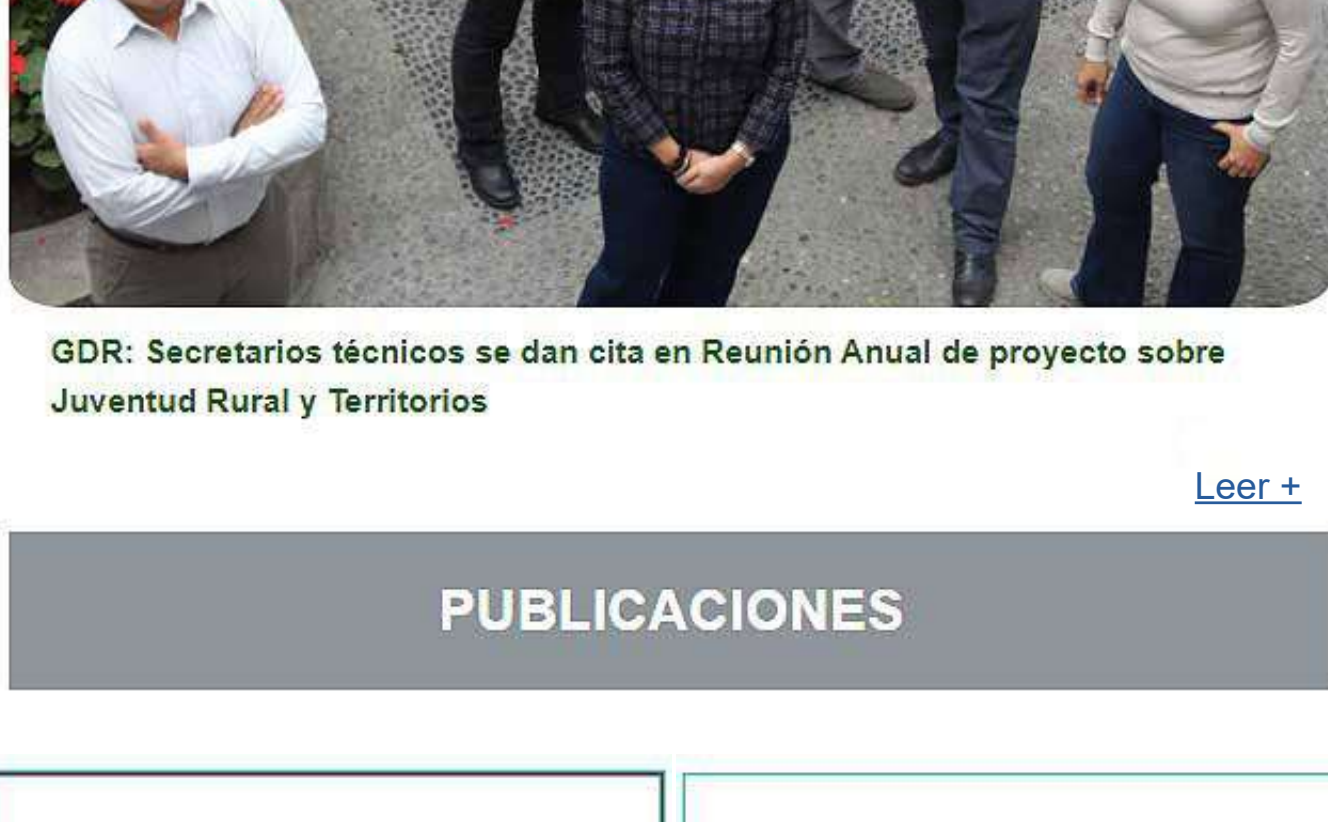 GDR: Secretarios técnicos se dan cita en Reunión Anual de proyecto sobre
Juventud Rural y Territorios
Leer +
PUBLICACIONES